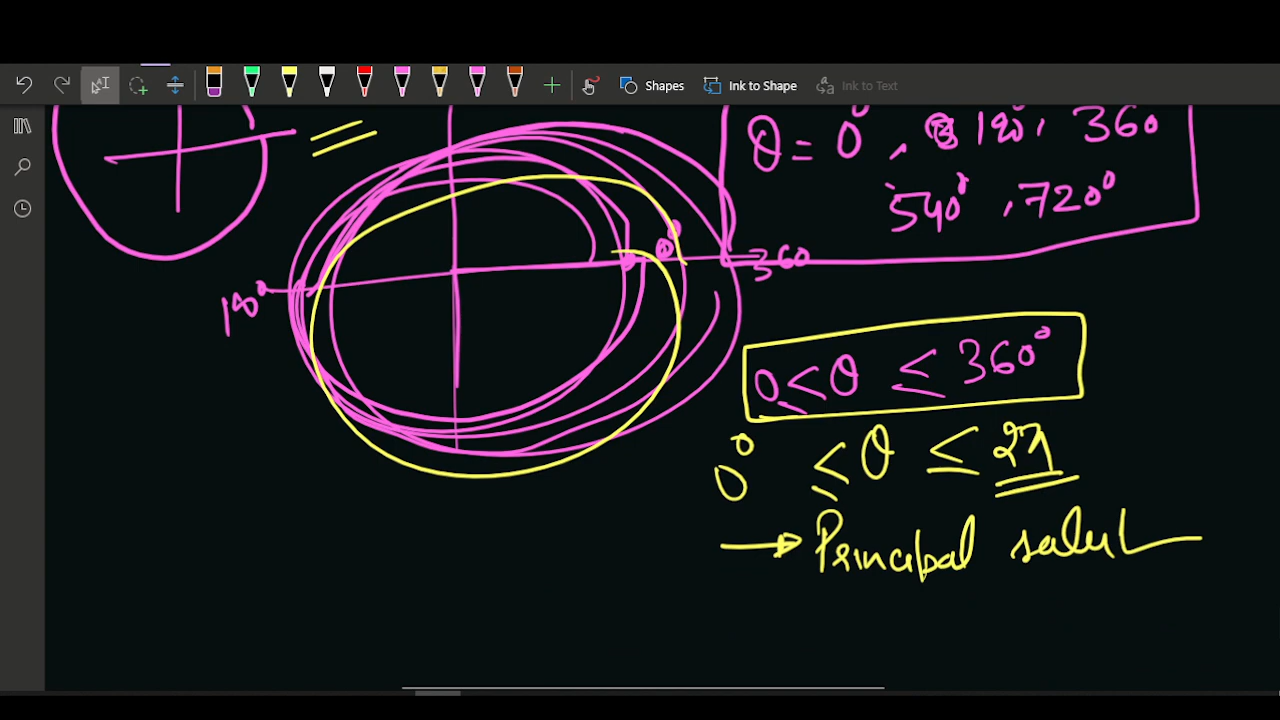 Shapes Ink to Shape Ink to Text
θ = 0°, 180°, 360
540°, 720°
0°
360
180°
0 ≤ θ ≤ 360°
0° ≤ θ ≤ 2π
→ Principal